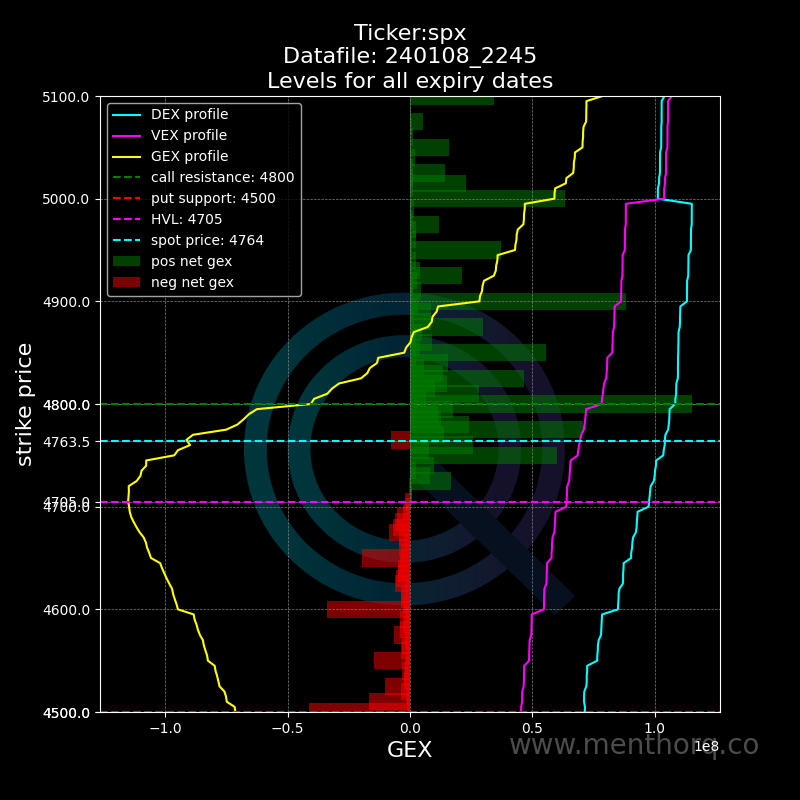 Ticker:spx
Datafile: 240108_2245
Levels for all expiry dates
DEX profile
VEX profile
GEX profile
call resistance: 4800
put support: 4500
HVL: 4705
spot price: 4764
pos net gex
neg net gex
strike price
5100.0
5000.0
4900.0
4800.0
4763.5
4705.0
4700.0
4600.0
4500.0
−1.0 −0.5 0.0 0.5 1.0
1e8
GEX
www.menthorq.co